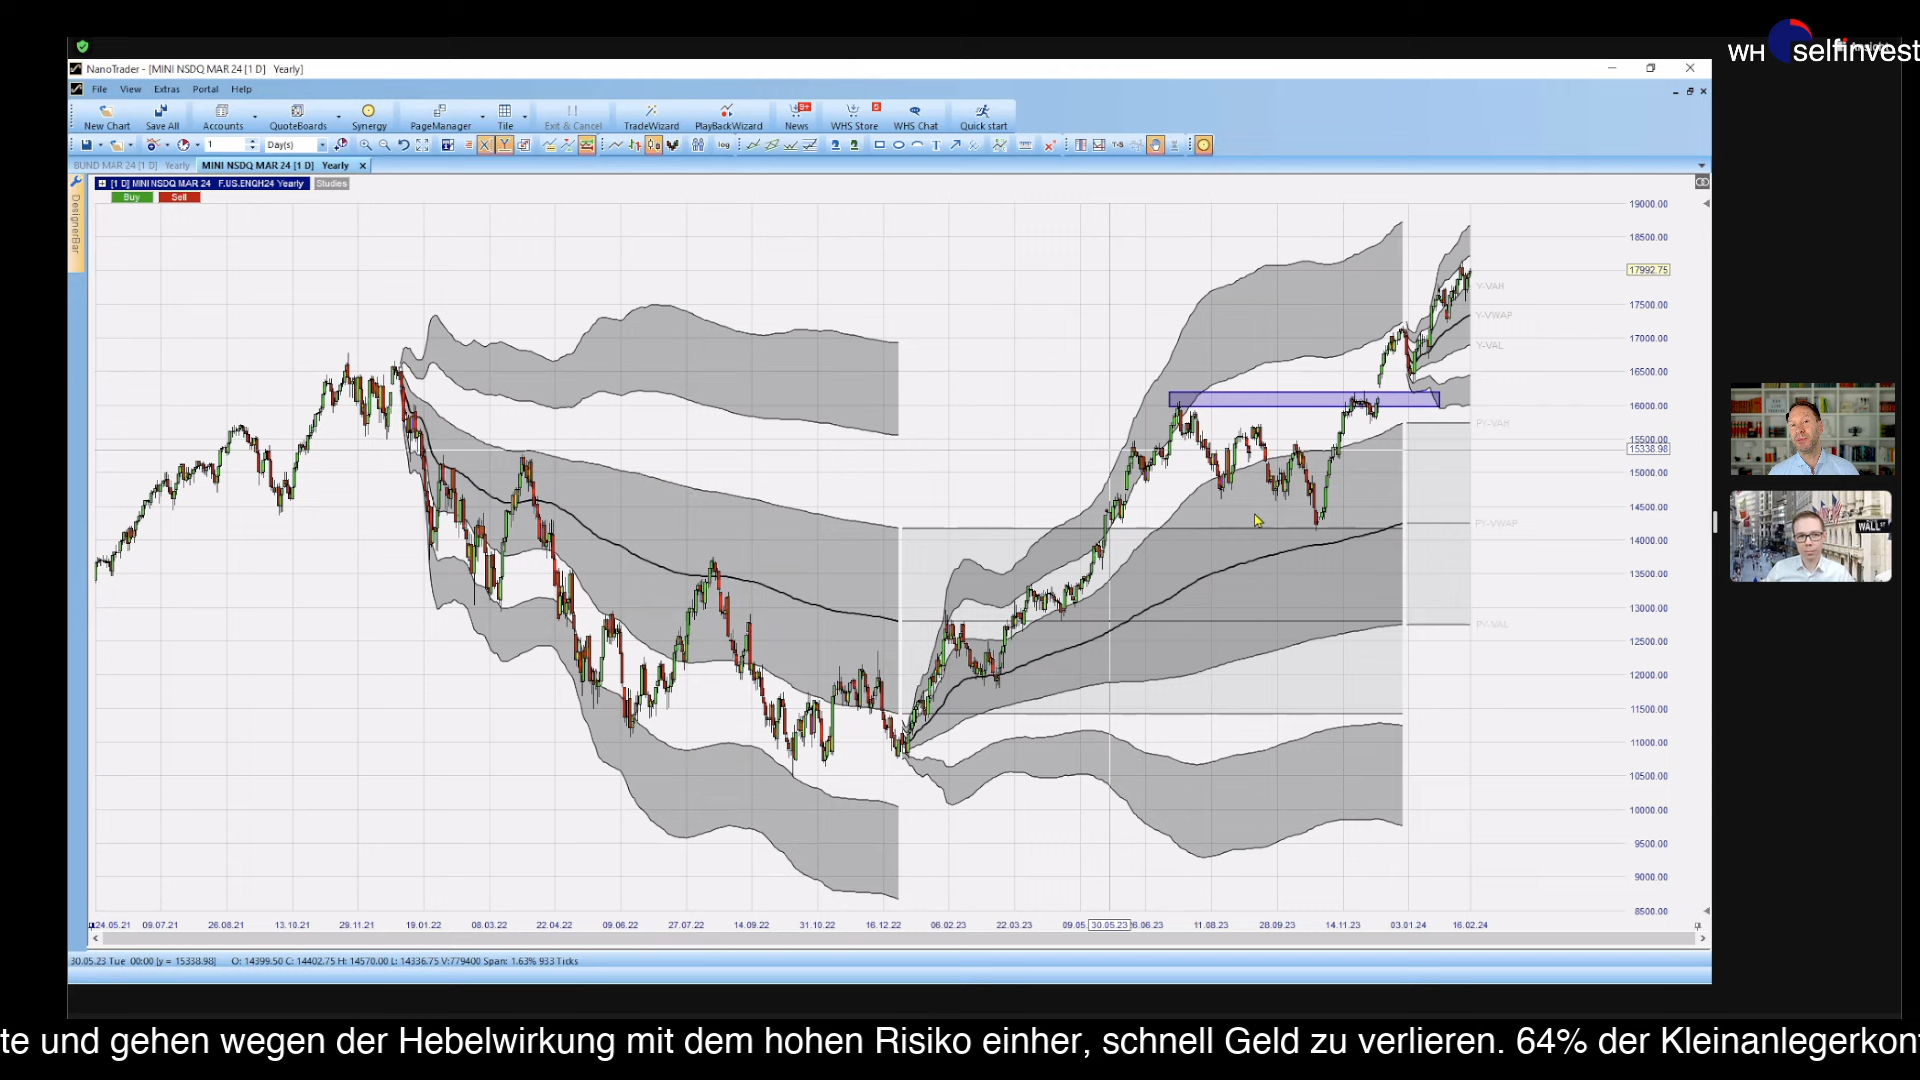 WH selfinvest
NanoTrader - [MINI NSDQ MAR 24 [1 D] Yearly]
File View Extras Portal Help
New Chart Save All Accounts QuoteBoards Synergy PageManager Tile Exit & Cancel TradeWizard PlayBackWizard News 9+ WHS Store 5 WHS Chat Quick start
1 Day(s)
BUND MAR 24 [1 D] Yearly MINI NSDQ MAR 24 [1 D] Yearly
[1 D] MINI NSDQ MAR 24 F.US.ENQH24 Yearly Studies
Buy Sell
DesignerBar
19000.00
18500.00
17992.75
Y-VAH
17500.00
Y-VWAP
17000.00
Y-VAL
16500.00
16000.00
PY-VAH
15500.00
15338.98
15000.00
14500.00
PY-VWAP
14000.00
13500.00
13000.00
PY-VAL
12500.00
12000.00
11500.00
11000.00
10500.00
10000.00
9500.00
9000.00
8500.00
24.05.21 09.07.21 26.08.21 13.10.21 29.11.21 19.01.22 08.03.22 22.04.22 09.06.22 27.07.22 14.09.22 31.10.22 16.12.22 06.02.23 22.03.23 09.05. 30.05.23 26.06.23 11.08.23 28.09.23 14.11.23 03.01.24 16.02.24
30.05.23 Tue 00:00 [y = 15338.98] O: 14399.50 C: 14402.75 H: 14570.00 L: 14336.75 V:779400 Span: 1.63% 933 Ticks
WALL ST
te und gehen wegen der Hebelwirkung mit dem hohen Risiko einher, schnell Geld zu verlieren. 64% der Kleinanlegerkon